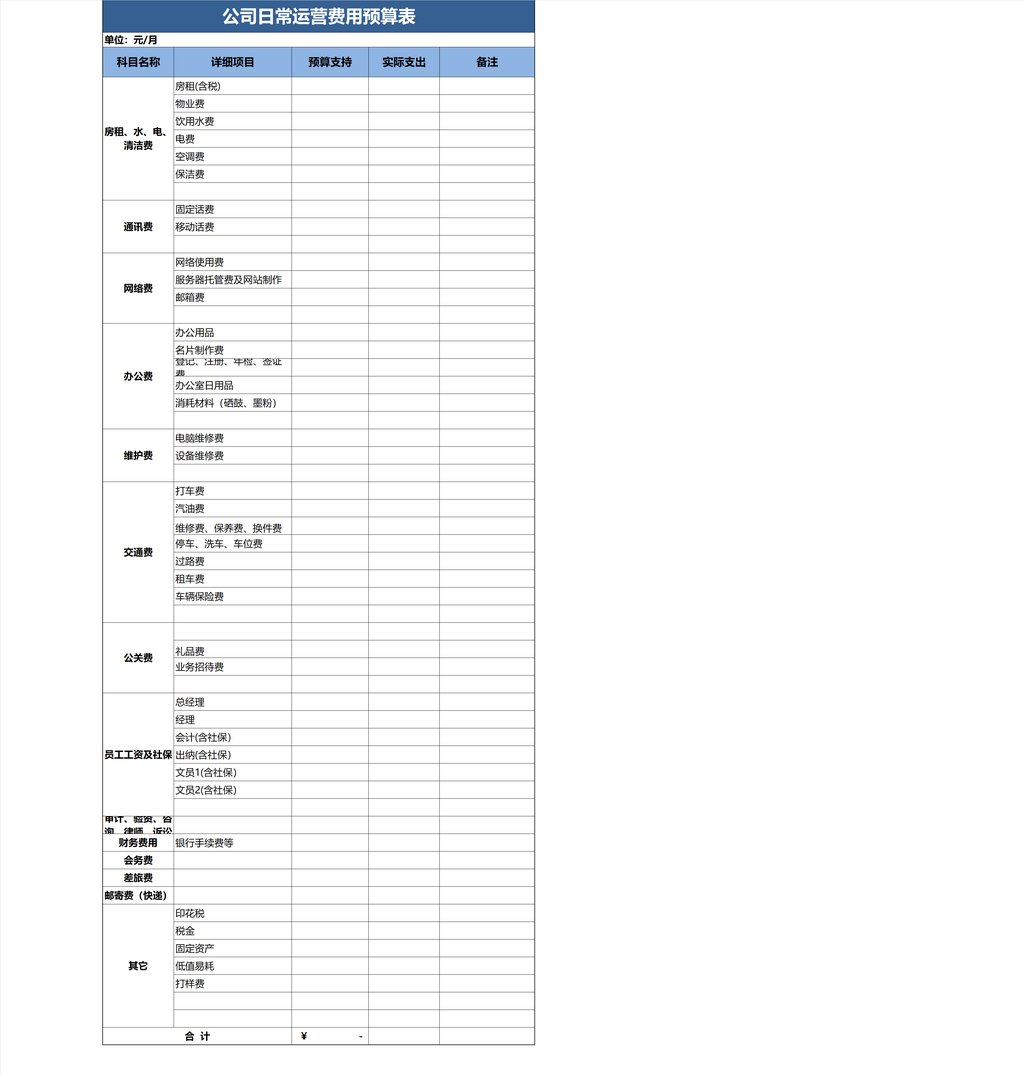 公司日常运营费用预算表
单位：元/月
科目名称 详细项目 预算支持 实际支出 备注
房租、水、电、
清洁费
房租(含税)
物业费
饮用水费
电费
空调费
保洁费
通讯费
固定话费
移动话费
网络费
网络使用费
服务器托管费及网站制作
邮箱费
办公费
办公用品
名片制作费
登记、注册、年检、签证
费
办公室日用品
消耗材料（硒鼓、墨粉）
维护费
电脑维修费
设备维修费
交通费
打车费
汽油费
维修费、保养费、换件费
停车、洗车、车位费
过路费
租车费
车辆保险费
公关费
礼品费
业务招待费
员工工资及社保
总经理
经理
会计(含社保)
出纳(含社保)
文员1(含社保)
文员2(含社保)
审计、验资、咨
询、律师、诉讼
财务费用 银行手续费等
会务费
差旅费
邮寄费（快递）
其它
印花税
税金
固定资产
低值易耗
打样费
合 计 ¥ -